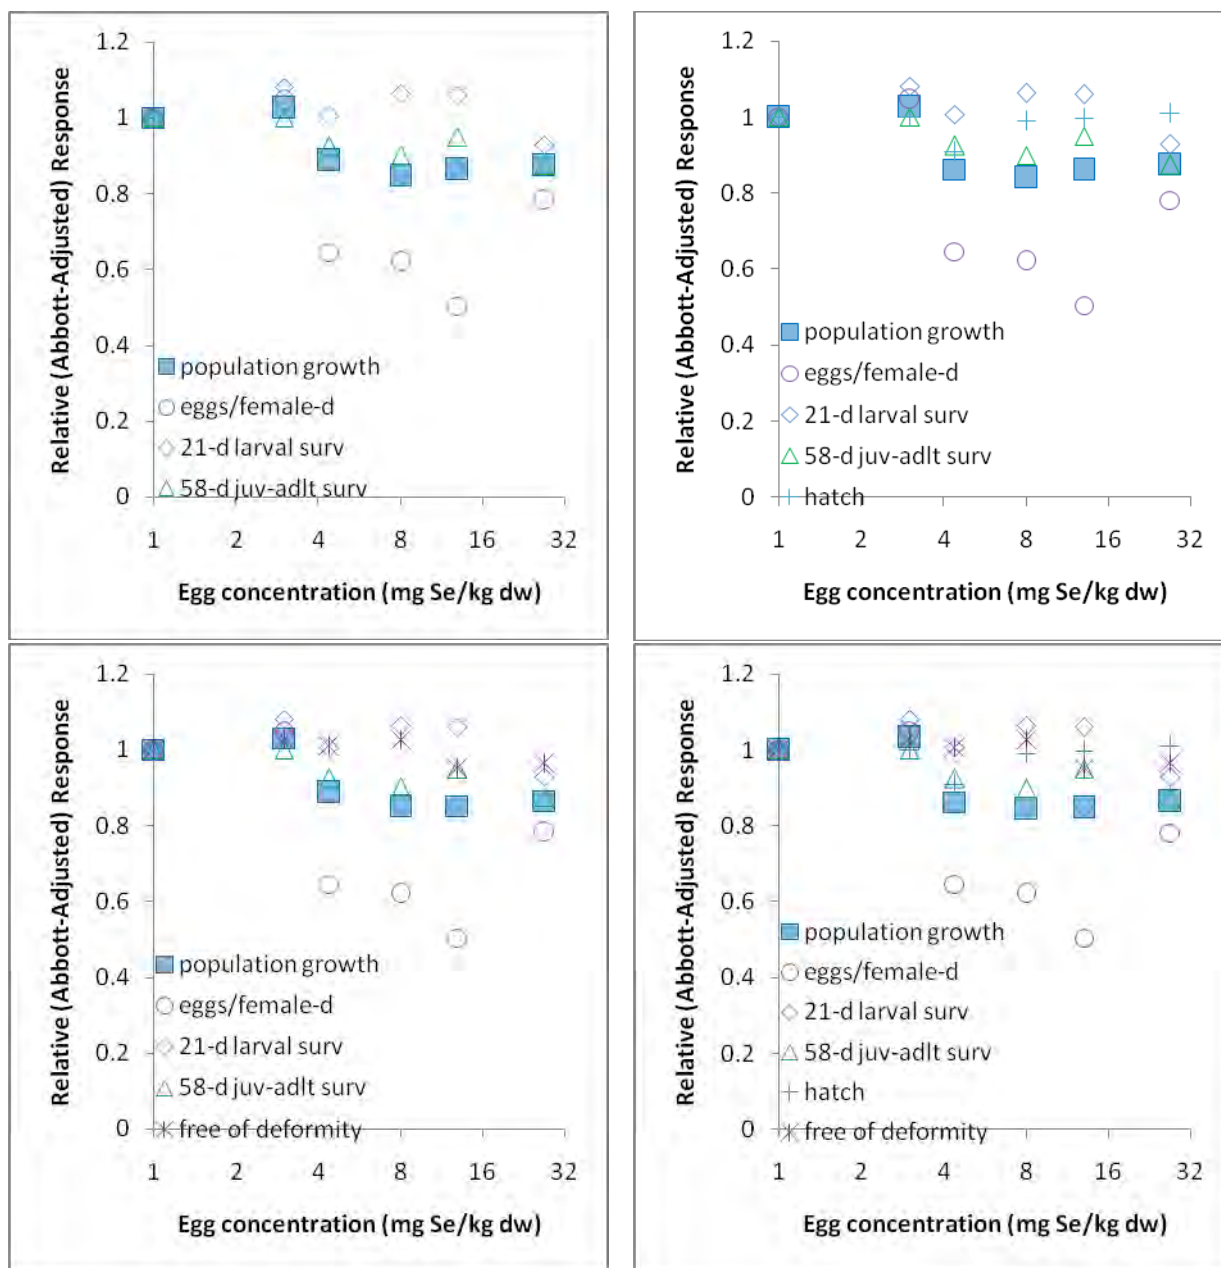 1.2
1
0.8
0.6
0.4
0.2
0
Relative (Abbott-Adjusted) Response
population growth
eggs/female-d
21-d larval surv
58-d juv-adlt surv
1 2 4 8 16 32
Egg concentration (mg Se/kg dw)
1.2
1
0.8
0.6
0.4
0.2
0
Relative (Abbott-Adjusted) Response
population growth
eggs/female-d
21-d larval surv
58-d juv-adlt surv
hatch
1 2 4 8 16 32
Egg concentration (mg Se/kg dw)
1.2
1
0.8
0.6
0.4
0.2
0
Relative (Abbott-Adjusted) Response
population growth
eggs/female-d
21-d larval surv
58-d juv-adlt surv
free of deformity
1 2 4 8 16 32
Egg concentration (mg Se/kg dw)
1.2
1
0.8
0.6
0.4
0.2
0
Relative (Abbott-Adjusted) Response
population growth
eggs/female-d
21-d larval surv
58-d juv-adlt surv
hatch
free of deformity
1 2 4 8 16 32
Egg concentration (mg Se/kg dw)